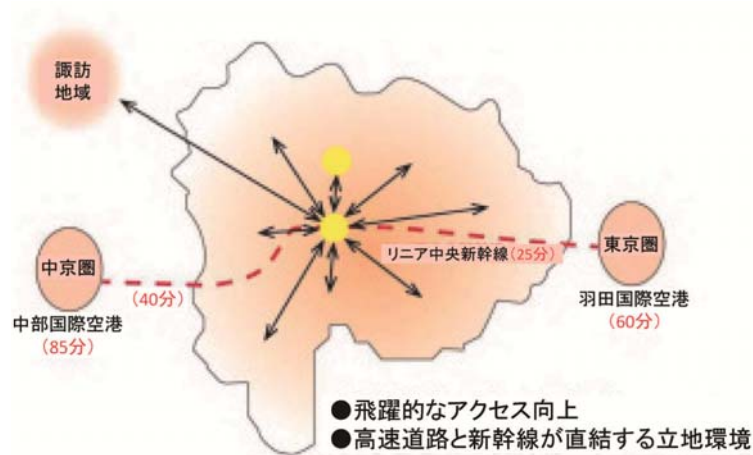 諏訪
地域
中京圏
(40分)
中部国際空港
(85分)
リニア中央新幹線(25分)
東京圏
羽田国際空港
(60分)
●飛躍的なアクセス向上
●高速道路と新幹線が直結する立地環境